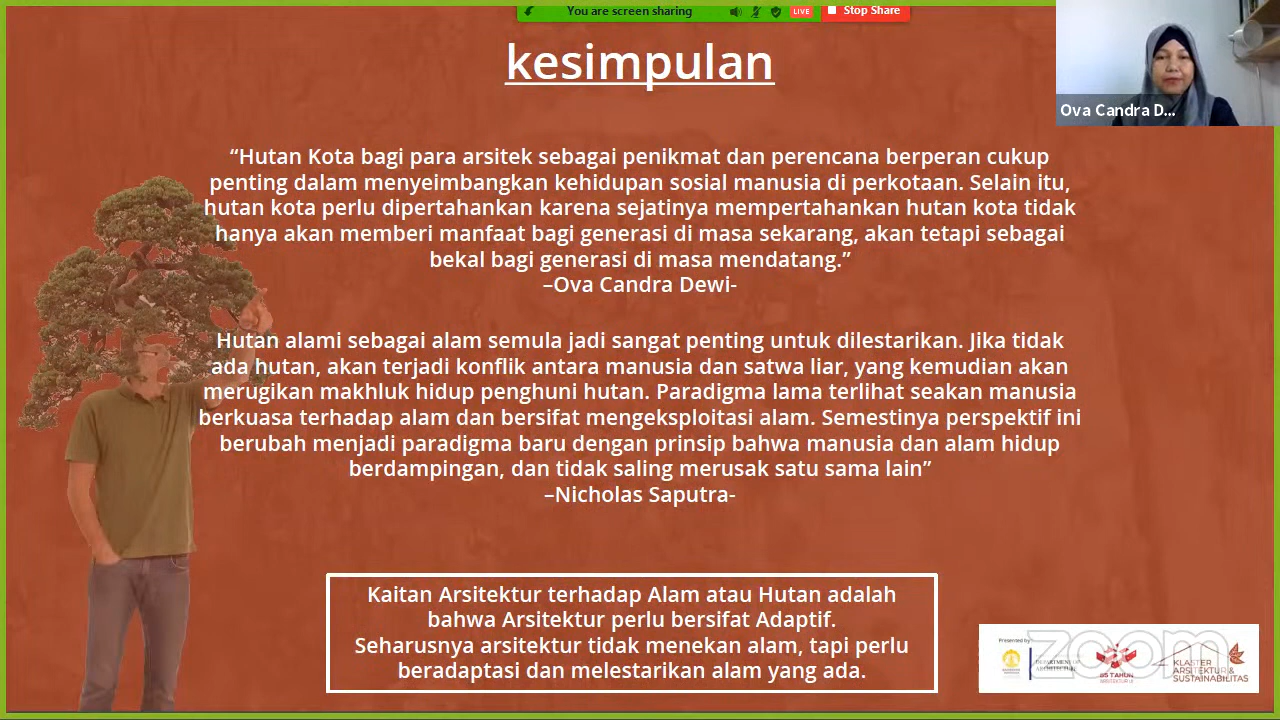 You are screen sharing
LIVE
Stop Share
kesimpulan
Ova Candra D...
“Hutan Kota bagi para arsitek sebagai penikmat dan perencana berperan cukup
penting dalam menyeimbangkan kehidupan sosial manusia di perkotaan. Selain itu,
hutan kota perlu dipertahankan karena sejatinya mempertahankan hutan kota tidak
hanya akan memberi manfaat bagi generasi di masa sekarang, akan tetapi sebagai
bekal bagi generasi di masa mendatang.”
–Ova Candra Dewi-
Hutan alami sebagai alam semula jadi sangat penting untuk dilestarikan. Jika tidak
ada hutan, akan terjadi konflik antara manusia dan satwa liar, yang kemudian akan
merugikan makhluk hidup penghuni hutan. Paradigma lama terlihat seakan manusia
berkuasa terhadap alam dan bersifat mengeksploitasi alam. Semestinya perspektif ini
berubah menjadi paradigma baru dengan prinsip bahwa manusia dan alam hidup
berdampingan, dan tidak saling merusak satu sama lain”
–Nicholas Saputra-
Kaitan Arsitektur terhadap Alam atau Hutan adalah
bahwa Arsitektur perlu bersifat Adaptif.
Seharusnya arsitektur tidak menekan alam, tapi perlu
beradaptasi dan melestarikan alam yang ada.
Presented by:
zoom
DEPARTMENT OF
ARCHITECTURE
55 TAHUN
KLASTER
ARSITEKTUR &
SUSTAINABILITAS